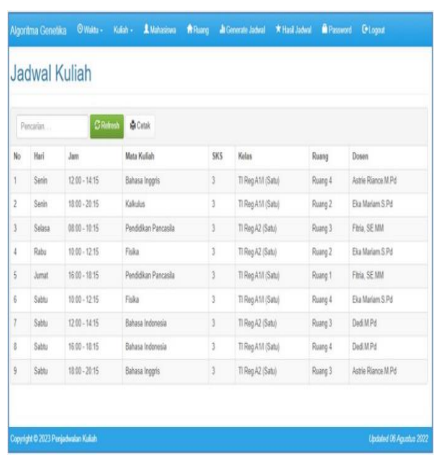 Algoritma Genetika Waktu Kuliah Mahasiswa Ruang Generate Jadwal Hasil Jadwal Password Logout
Jadwal Kuliah
Pencarian... Refresh Cetak
No Hari Jam Mata Kuliah SKS Kelas Ruang Dosen
1 Senin 12:00 - 14:15 Bahasa Inggris 3 TI Reg A1/I (Satu) Ruang 4 Astrie Riance.M.Pd
2 Senin 18:00 - 20:15 Kalkulus 3 TI Reg A1/I (Satu) Ruang 2 Eka Mariam.S.Pd
3 Selasa 08:00 - 10:15 Pendidikan Pancasila 3 TI Reg A2 (Satu) Ruang 3 Fitria, SE.MM
4 Rabu 10:00 - 12:15 Fisika 3 TI Reg A2 (Satu) Ruang 2 Eka Mariam.S.Pd
5 Jumat 16:00 - 18:15 Pendidikan Pancasila 3 TI Reg A1/I (Satu) Ruang 1 Fitria, SE.MM
6 Sabtu 10:00 - 12:15 Fisika 3 TI Reg A1/I (Satu) Ruang 4 Eka Mariam S.Pd
7 Sabtu 12:00 - 14:15 Bahasa Indonesia 3 TI Reg A2 (Satu) Ruang 3 Dedi.M.Pd
8 Sabtu 16:00 - 18:15 Bahasa Indonesia 3 TI Reg A1/I (Satu) Ruang 4 Dedi.M.Pd
9 Sabtu 18:00 - 20:15 Bahasa Inggris 3 TI Reg A2 (Satu) Ruang 3 Astrie Riance.M.Pd
Copyright © 2023 Penjadwalan Kuliah Updated 06 Agustus 2022